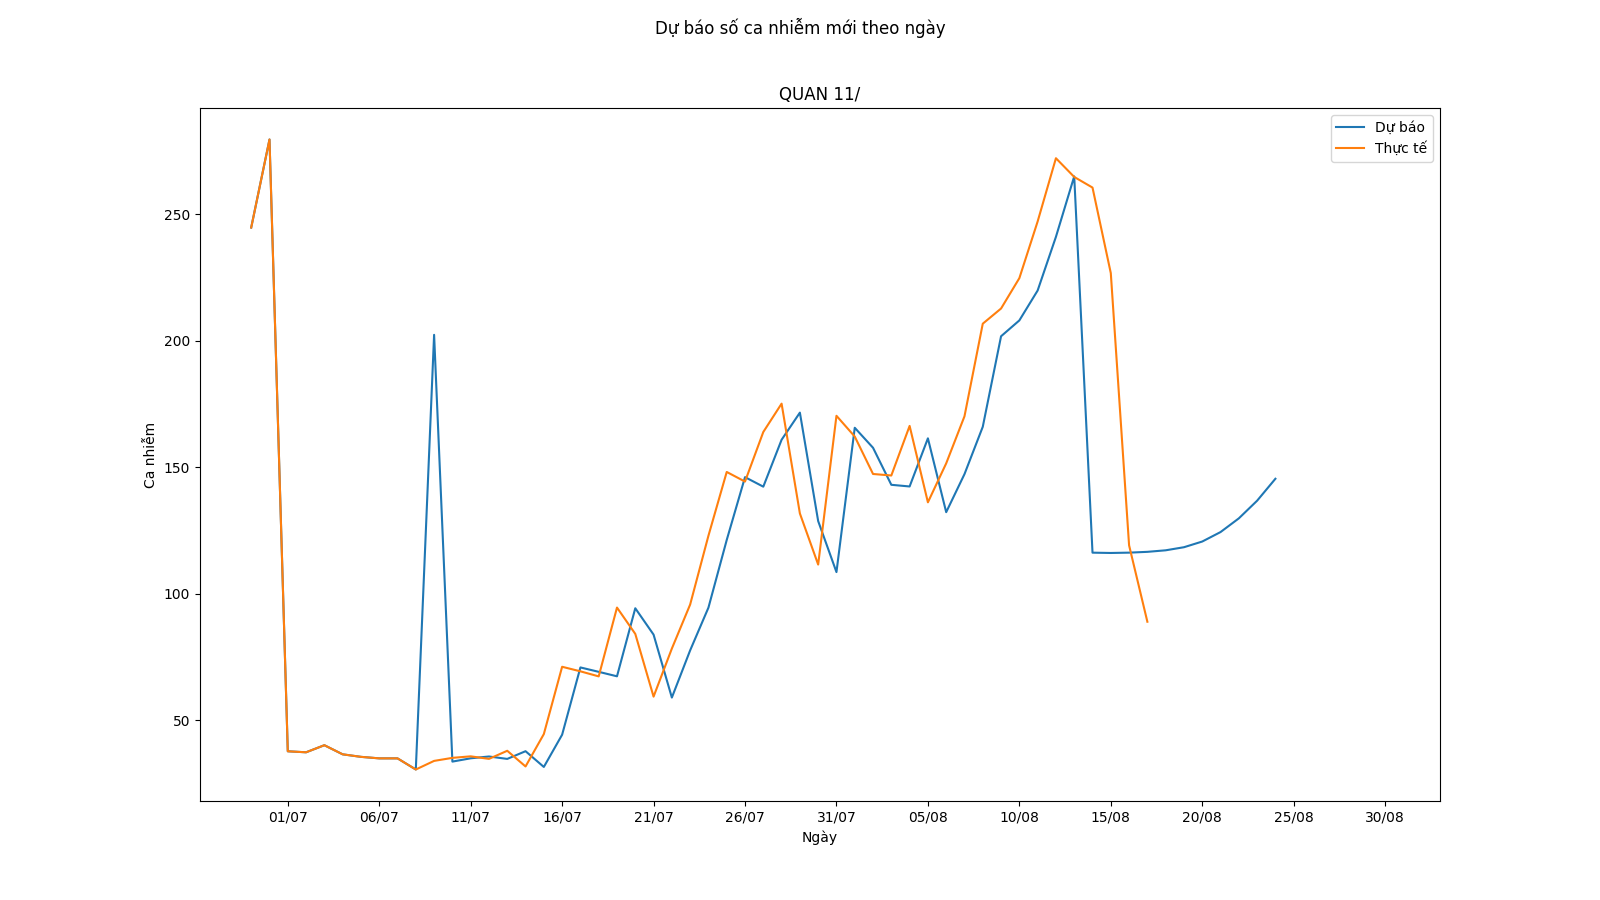 Dự báo số ca nhiễm mới theo ngày
QUAN 11/
Dự báo
Thực tế
250
200
150
100
50
Ca nhiễm
01/07 06/07 11/07 16/07 21/07 26/07 31/07 05/08 10/08 15/08 20/08 25/08 30/08
Ngày